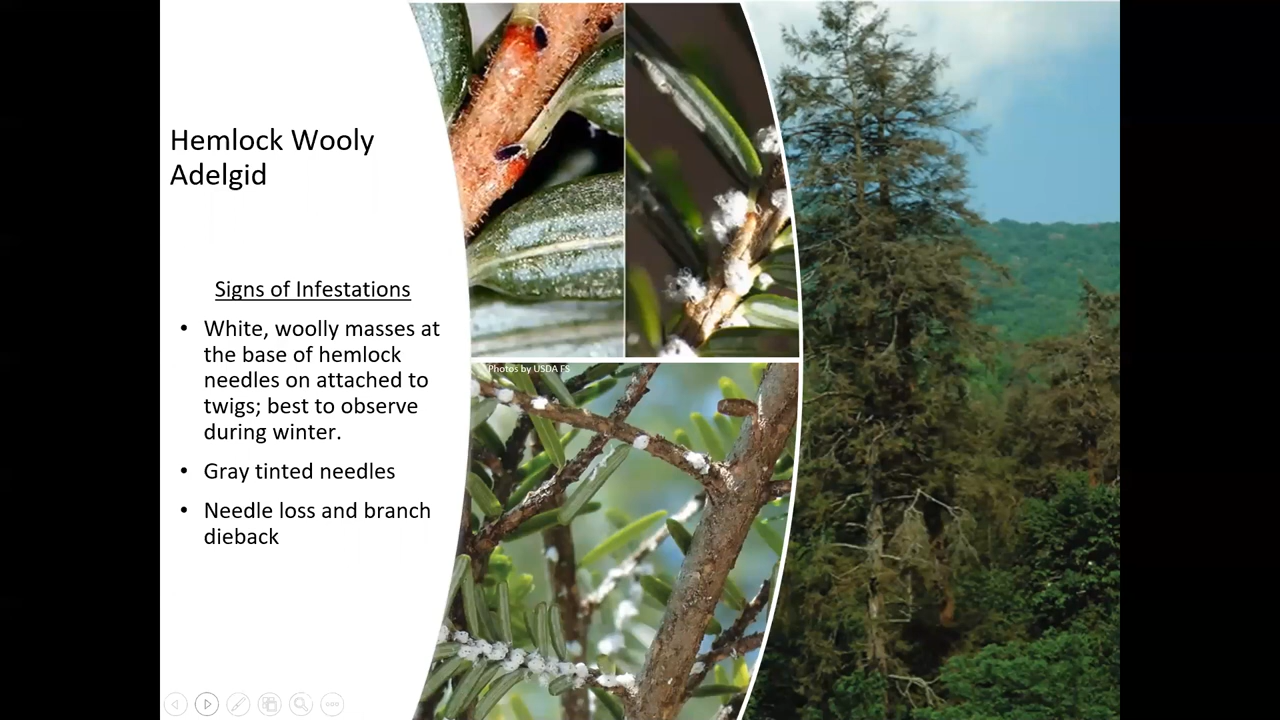 Hemlock Wooly
Adelgid
Signs of Infestations
• White, woolly masses at
the base of hemlock
needles on attached to
twigs; best to observe
during winter.
• Gray tinted needles
• Needle loss and branch
dieback
Photos by USDA FS